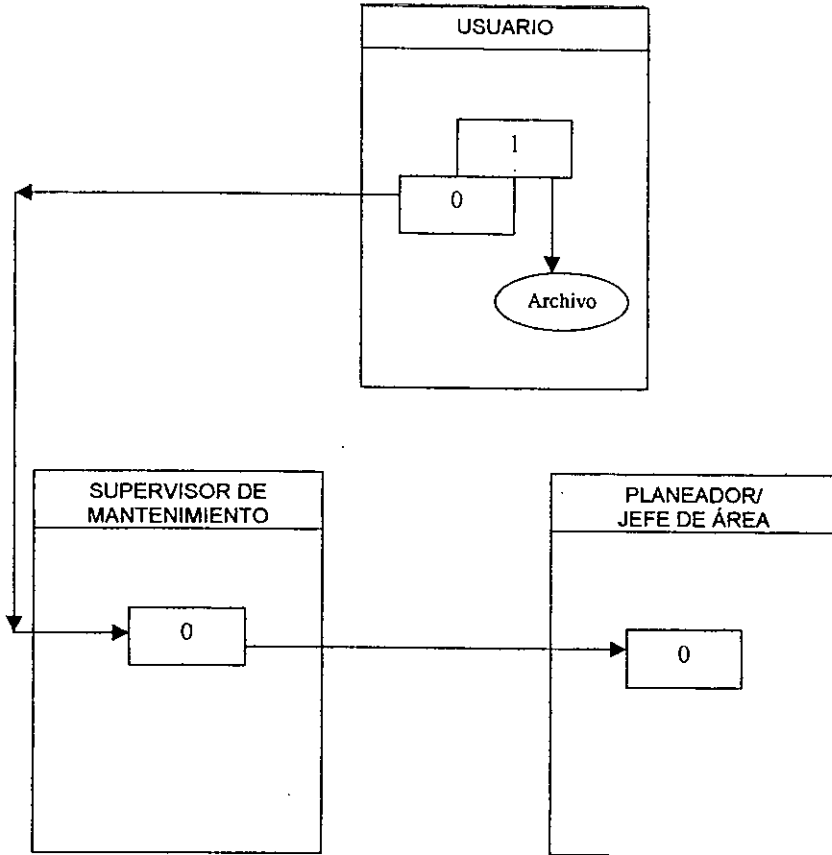 USUARIO
1
0
Archivo
SUPERVISOR DE
MANTENIMIENTO
0
PLANEADOR/
JEFE DE ÁREA
0